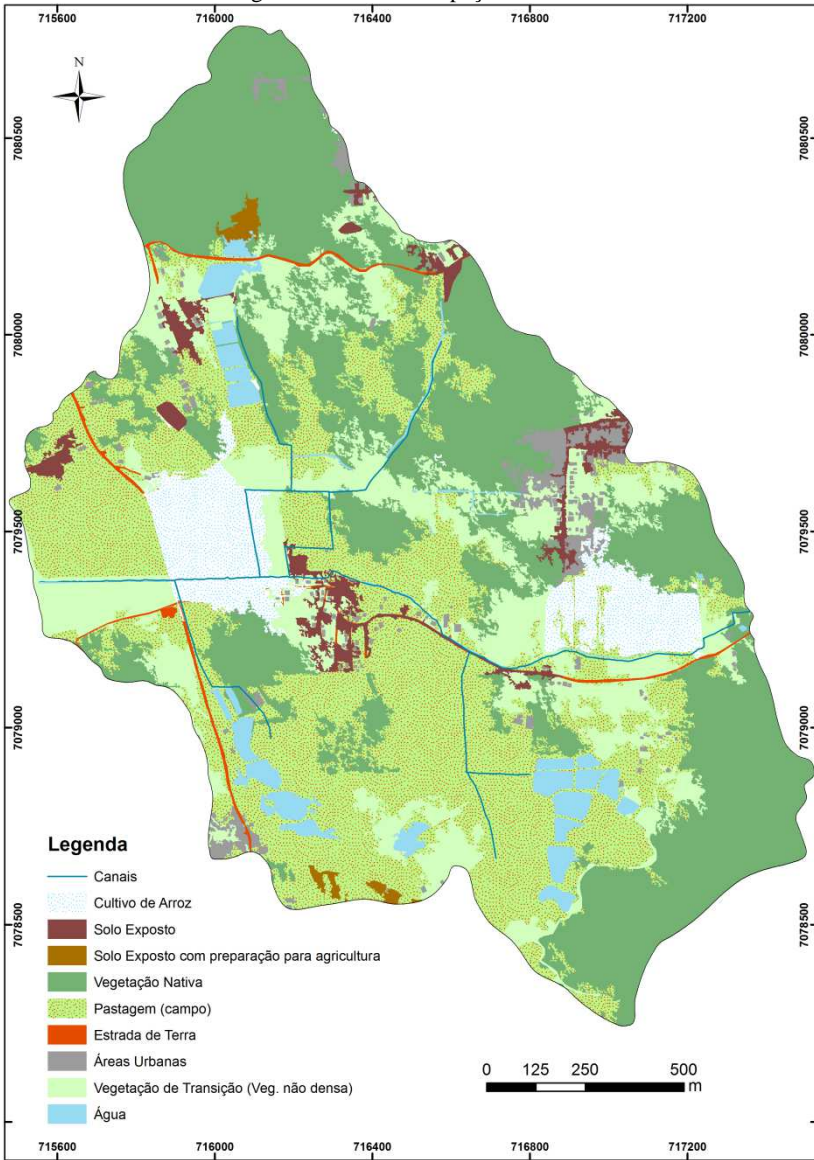 715600 716000 716400 716800 717200
N
7080500 7080500
7080000 7080000
7079500 7079500
7079000 7079000
7078500 7078500
Legenda
Canais
Cultivo de Arroz
Solo Exposto
Solo Exposto com preparação para agricultura
Vegetação Nativa
Pastagem (campo)
Estrada de Terra
Áreas Urbanas
Vegetação de Transição (Veg. não densa)
Água
0 125 250 500
m
715600 716000 716400 716800 717200